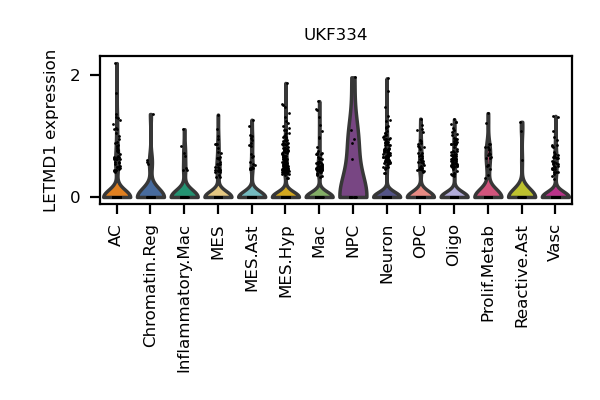 UKF334
LETMD1 expression
2
0
AC
Chromatin.Reg
Inflammatory.Mac
MES
MES.Ast
MES.Hyp
Mac
NPC
Neuron
OPC
Oligo
Prolif.Metab
Reactive.Ast
Vasc